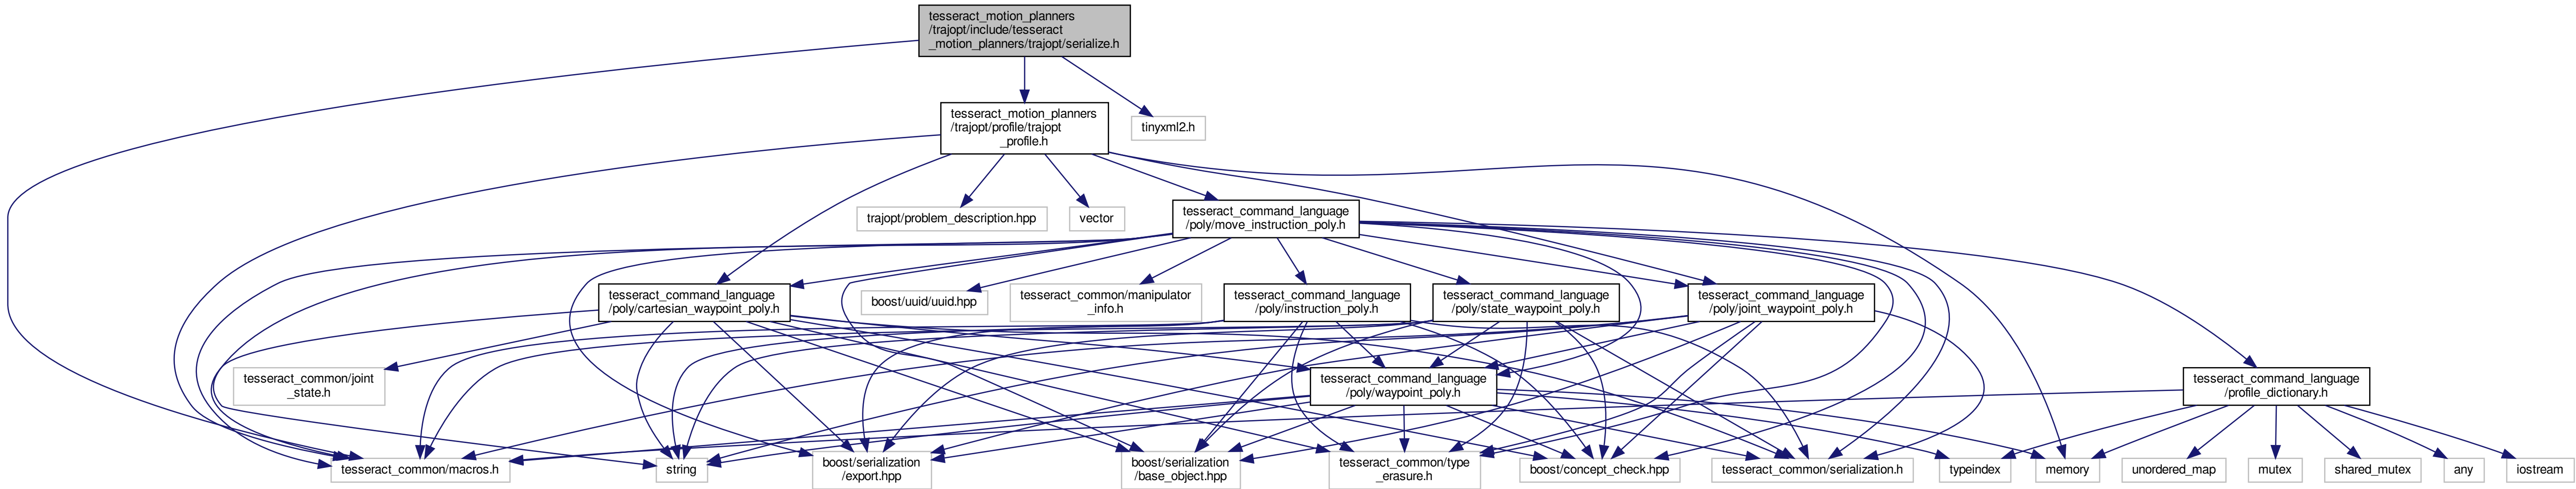 tesseract_motion_planners
/trajopt/include/tesseract
_motion_planners/trajopt/serialize.h
tesseract_motion_planners
/trajopt/profile/trajopt
_profile.h
tinyxml2.h
trajopt/problem_description.hpp
vector
tesseract_command_language
/poly/move_instruction_poly.h
tesseract_command_language
/poly/cartesian_waypoint_poly.h
boost/uuid/uuid.hpp
tesseract_common/manipulator
_info.h
tesseract_command_language
/poly/instruction_poly.h
tesseract_command_language
/poly/state_waypoint_poly.h
tesseract_command_language
/poly/joint_waypoint_poly.h
tesseract_common/joint
_state.h
tesseract_command_language
/poly/waypoint_poly.h
tesseract_command_language
/profile_dictionary.h
tesseract_common/macros.h
string
boost/serialization
/export.hpp
boost/serialization
/base_object.hpp
tesseract_common/type
_erasure.h
boost/concept_check.hpp
tesseract_common/serialization.h
typeindex
memory
unordered_map
mutex
shared_mutex
any
iostream